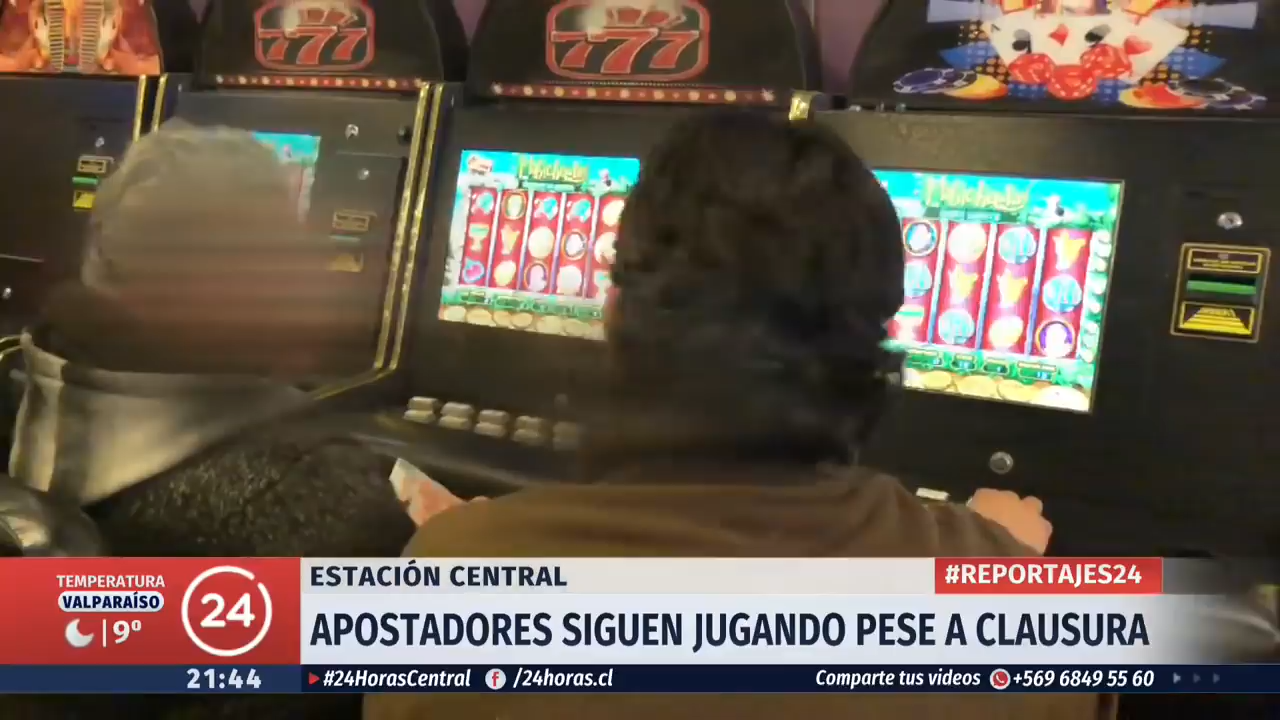 777
777
ESTACIÓN CENTRAL
#REPORTAJES24
TEMPERATURA
VALPARAÍSO
9º
24
APOSTADORES SIGUEN JUGANDO PESE A CLAUSURA
21:44
#24HorasCentral
/24horas.cl
Comparte tus videos
+569 6849 55 60